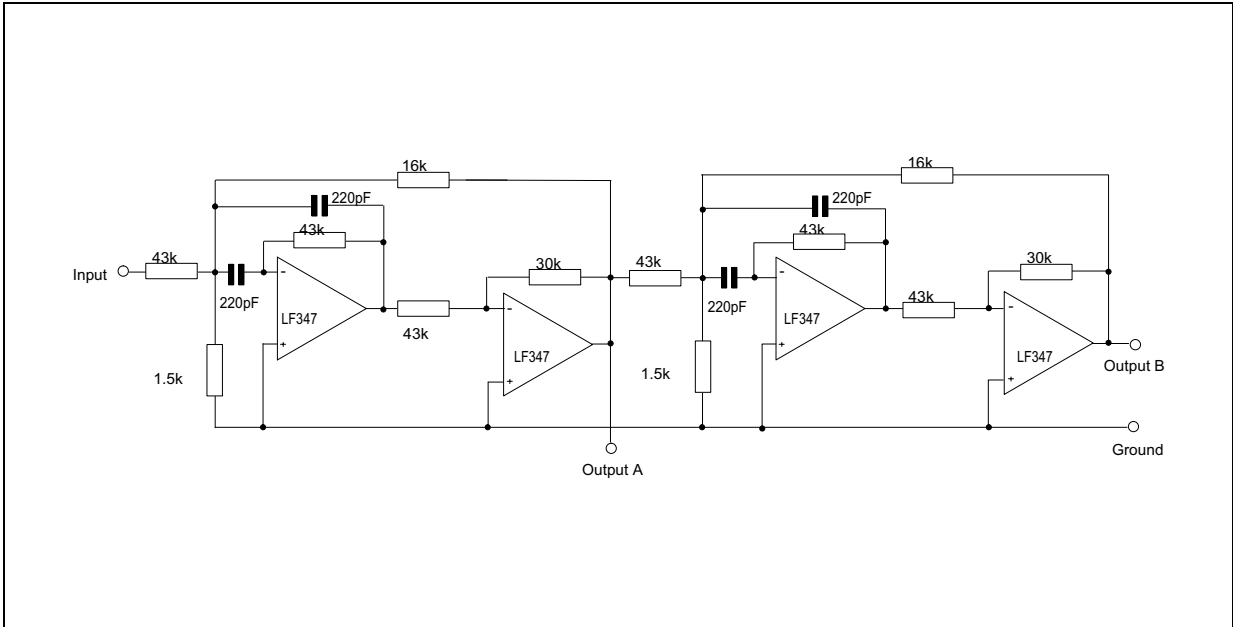 16k
16k
220pF
220pF
43k
43k
43k
30k
43k
30k
Input
220pF
220pF
43k
43k
LF347
LF347
LF347
LF347
-
-
-
-
+
+
+
+
1.5k
1.5k
Output B
Ground
Output A